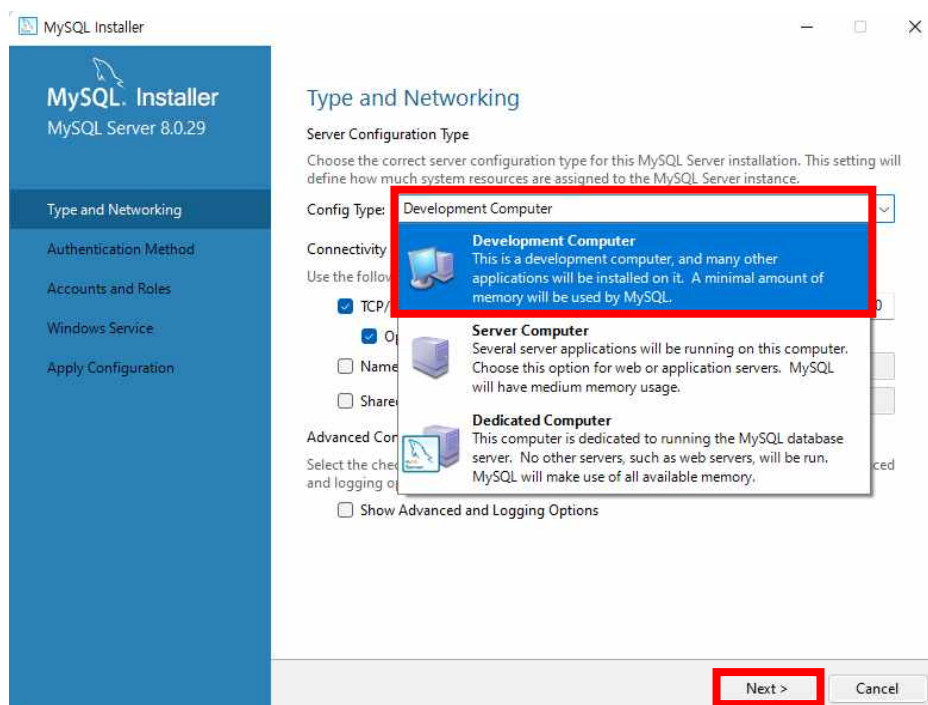 MySQL Installer
MySQL. Installer
MySQL Server 8.0.29
Type and Networking
Authentication Method
Accounts and Roles
Windows Service
Apply Configuration
Type and Networking
Server Configuration Type
Choose the correct server configuration type for this MySQL Server installation. This setting will
define how much system resources are assigned to the MySQL Server instance.
Config Type: Development Computer
Development Computer
This is a development computer, and many other
applications will be installed on it. A minimal amount of
memory will be used by MySQL.
Server Computer
Several server applications will be running on this computer.
Choose this option for web or application servers. MySQL
will have medium memory usage.
Dedicated Computer
This computer is dedicated to running the MySQL database
server. No other servers, such as web servers, will be run.
MySQL will make use of all available memory.
Connectivity
Use the follow
TCP/
Op
Name
Share
Advanced Con
Select the che
ced
and logging op
Show Advanced and Logging Options
Next >
Cancel